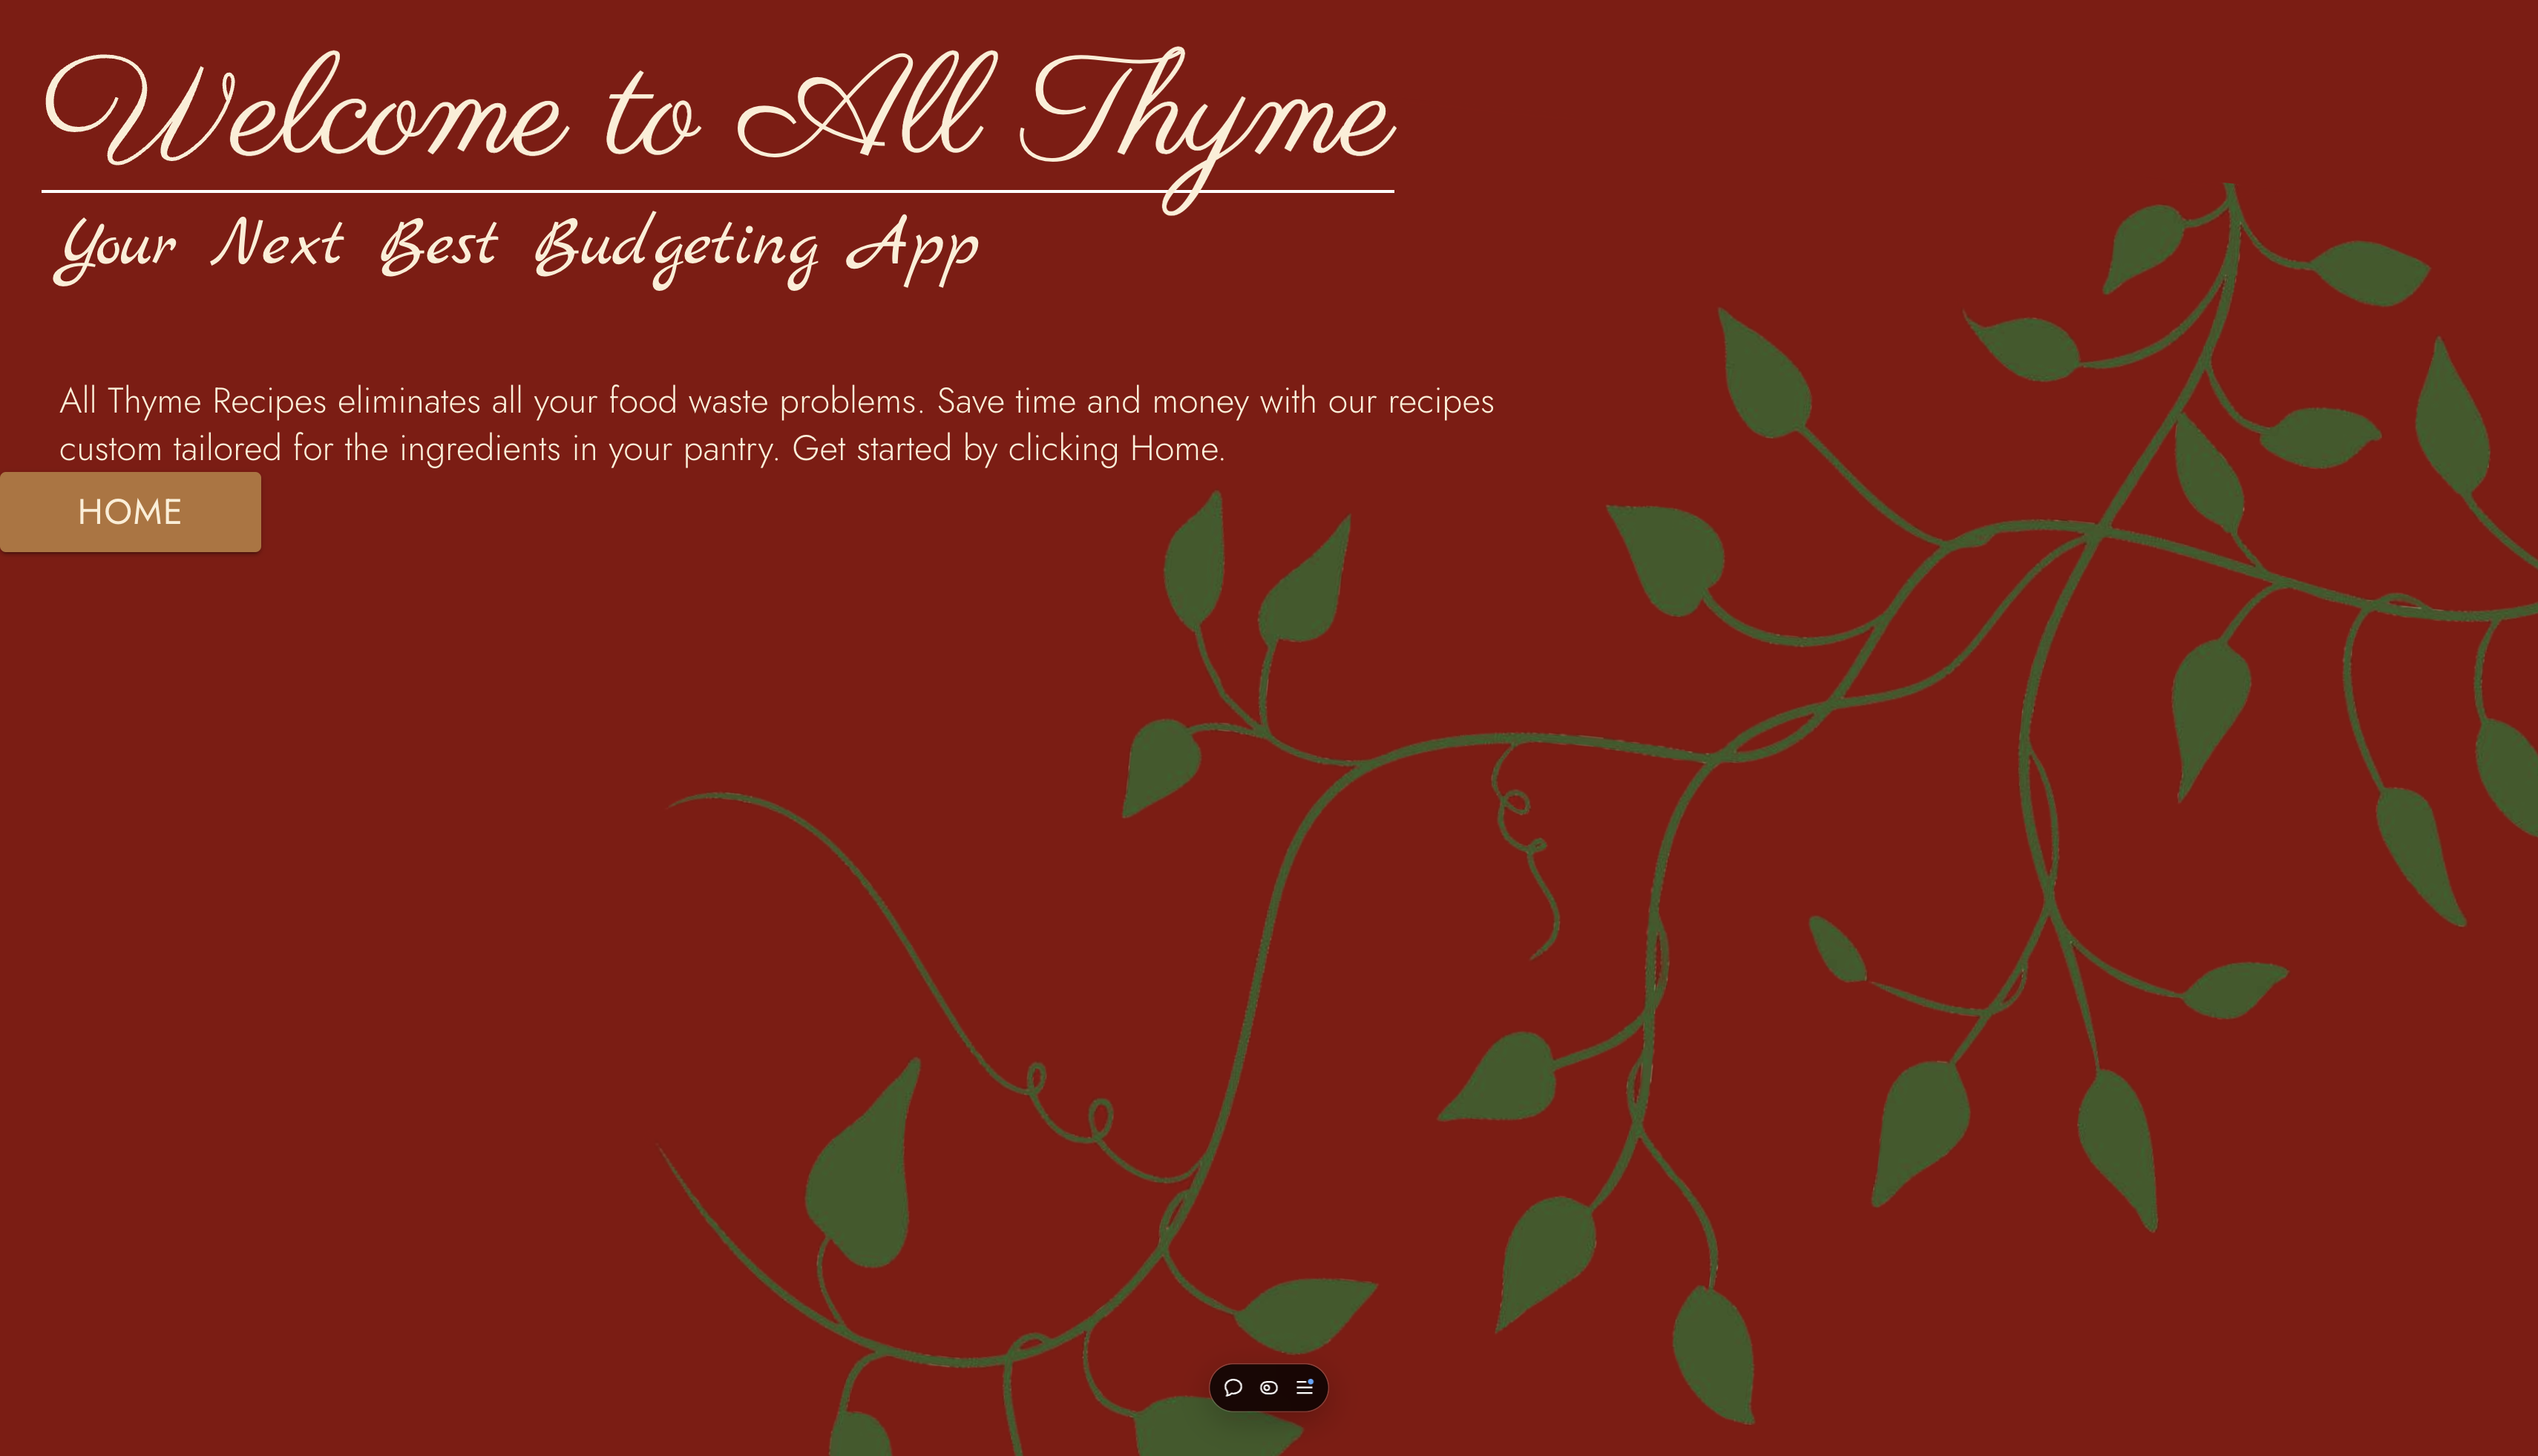 Welcome to All Thyme
Your Next Best Budgeting App
All Thyme Recipes eliminates all your food waste problems. Save time and money with our recipes
custom tailored for the ingredients in your pantry. Get started by clicking Home.
HOME